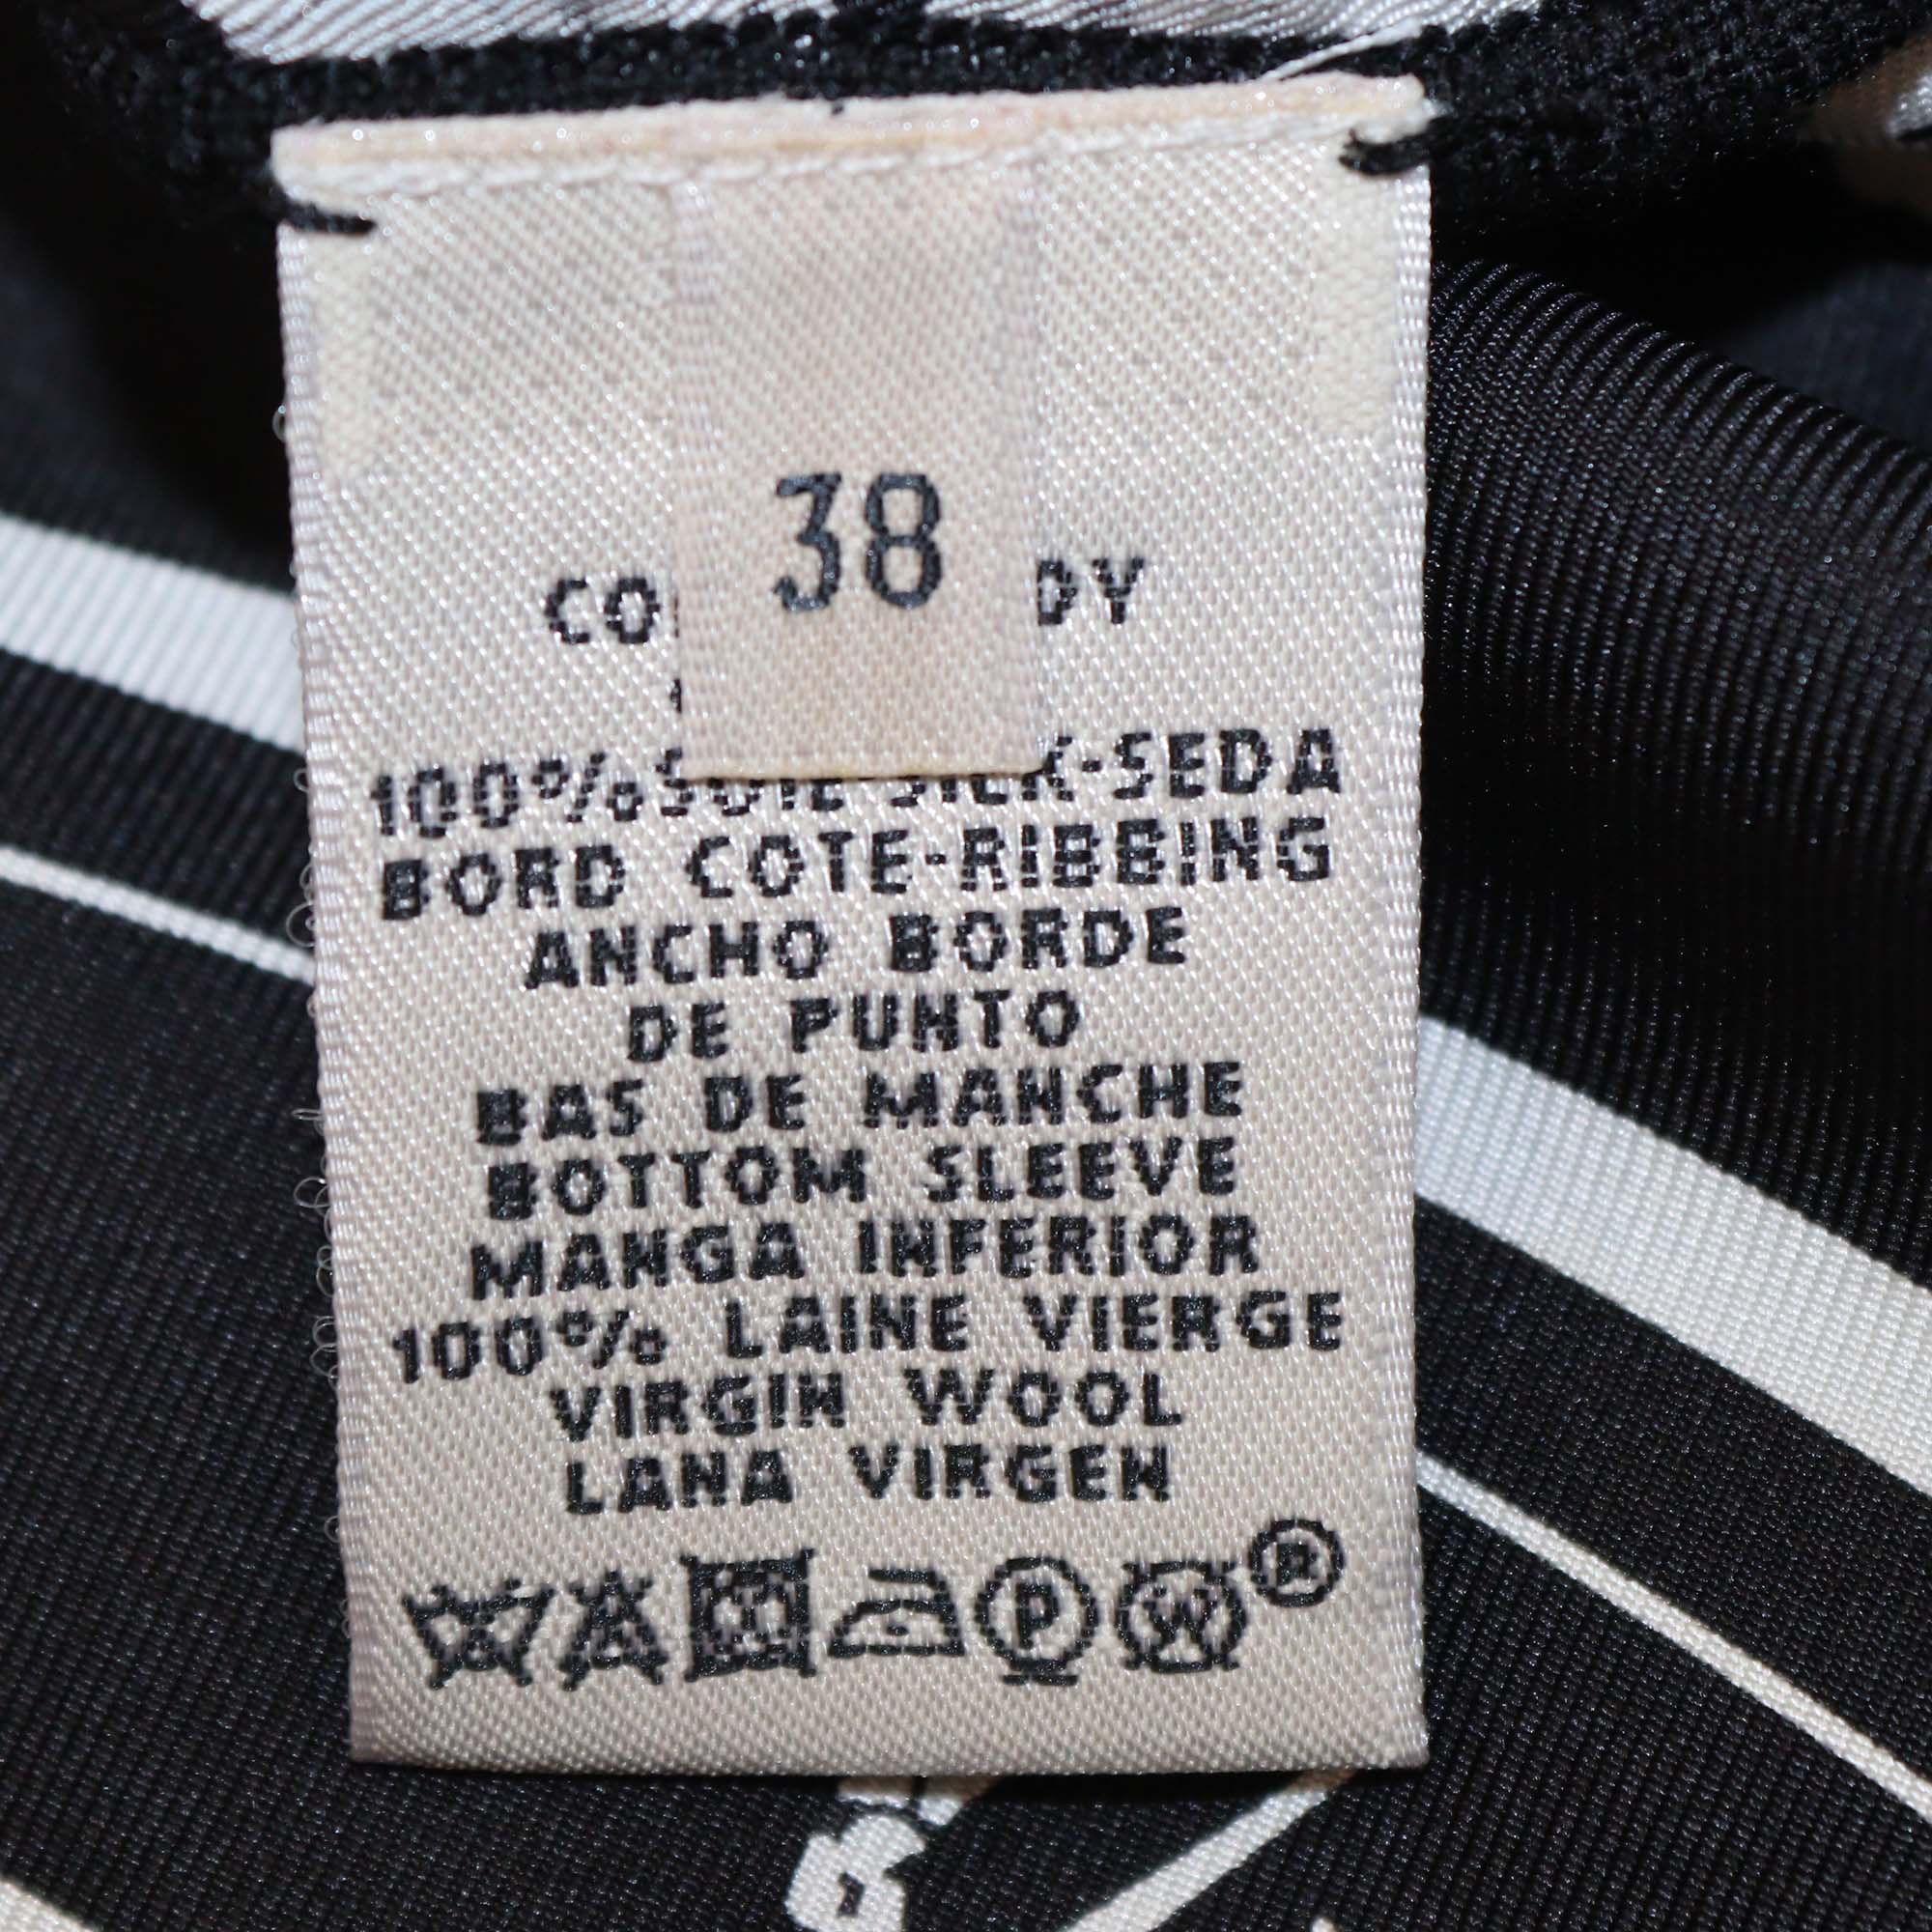 38
100% SOIE-SILK-SEDA
BORD COTE-RIBBING
ANCHO BORDE
DE PUNTO
BAS DE MANCHE
BOTTOM SLEEVE
MANGA INFERIOR
100% LAINE VIERGE
VIRGIN WOOL
LANA VIRGEN
P W ®